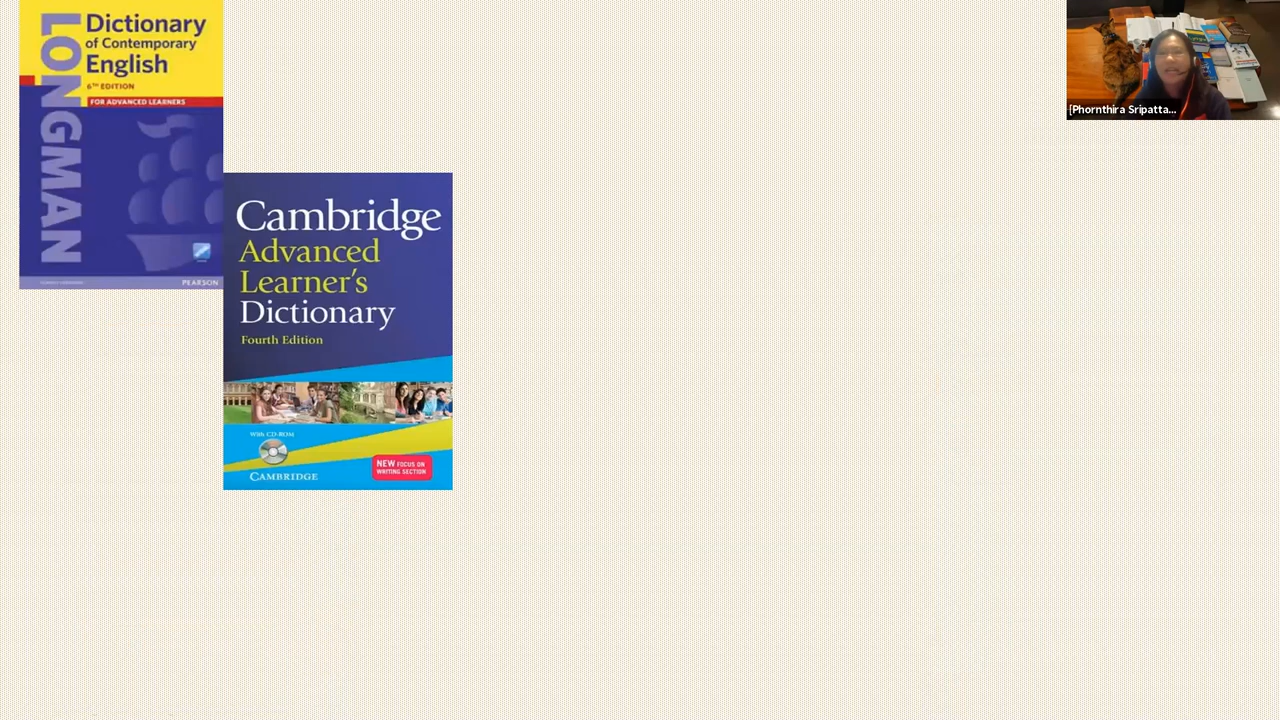 LONGMAN
Dictionary
of Contemporary
English
6TH EDITION
FOR ADVANCED LEARNERS
PEARSON
Cambridge
Advanced
Learner's
Dictionary
Fourth Edition
With CD-ROM
NEW FOCUS ON
WRITING SECTION
CAMBRIDGE
[Phornthira Sripatta...